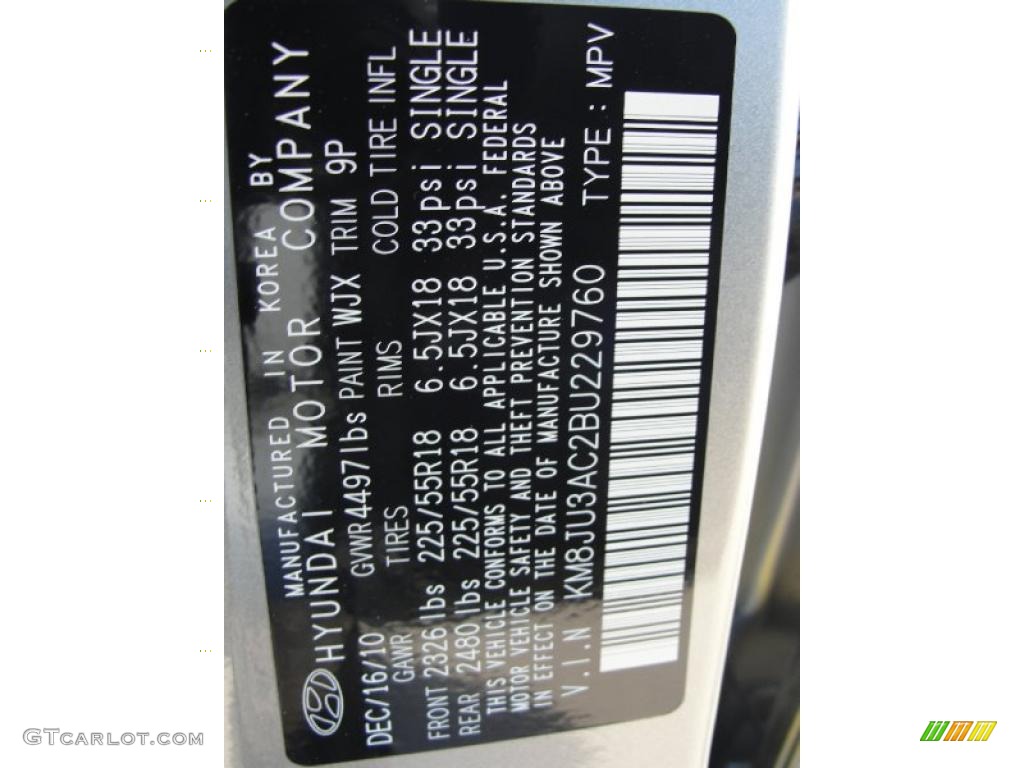 MANUFACTURED IN KOREA BY
HYUNDAI MOTOR COMPANY
DEC/16/10 GVWR4497lbs PAINT WJX TRIM 9P
GAWR TIRES RIMS COLD TIRE INFL
FRONT 2326lbs 225/55R18 6.5JX18 33psi SINGLE
REAR 2480lbs 225/55R18 6.5JX18 33psi SINGLE
THIS VEHICLE CONFORMS TO ALL APPLICABLE U.S.A. FEDERAL
MOTOR VEHICLE SAFETY AND THEFT PREVENTION STANDARDS
IN EFFECT ON THE DATE OF MANUFACTURE SHOWN ABOVE
V.I.N KM8JU3AC2BU229760 TYPE : MPV
GTCARLOT.COM